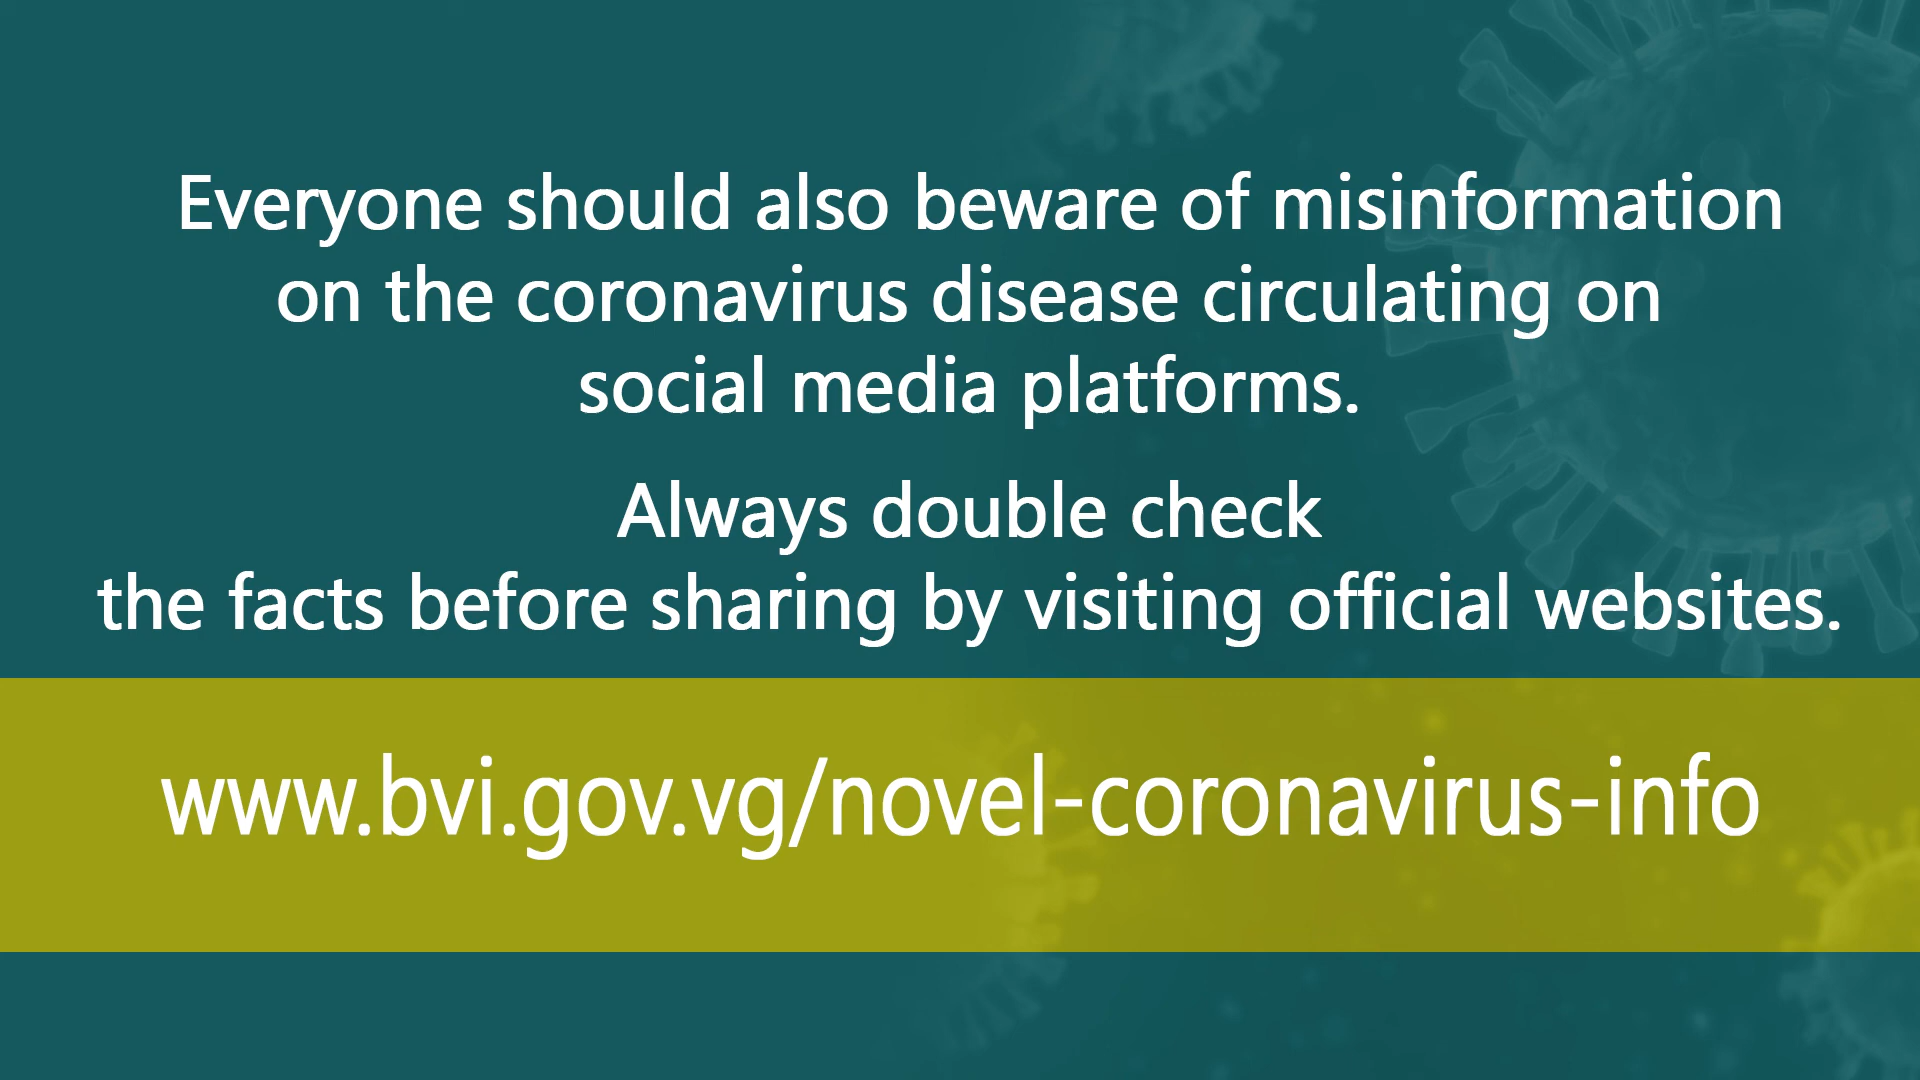 Everyone should also beware of misinformation
on the coronavirus disease circulating on
social media platforms.
Always double check
the facts before sharing by visiting official websites.
www.bvi.gov.vg/novel-coronavirus-info